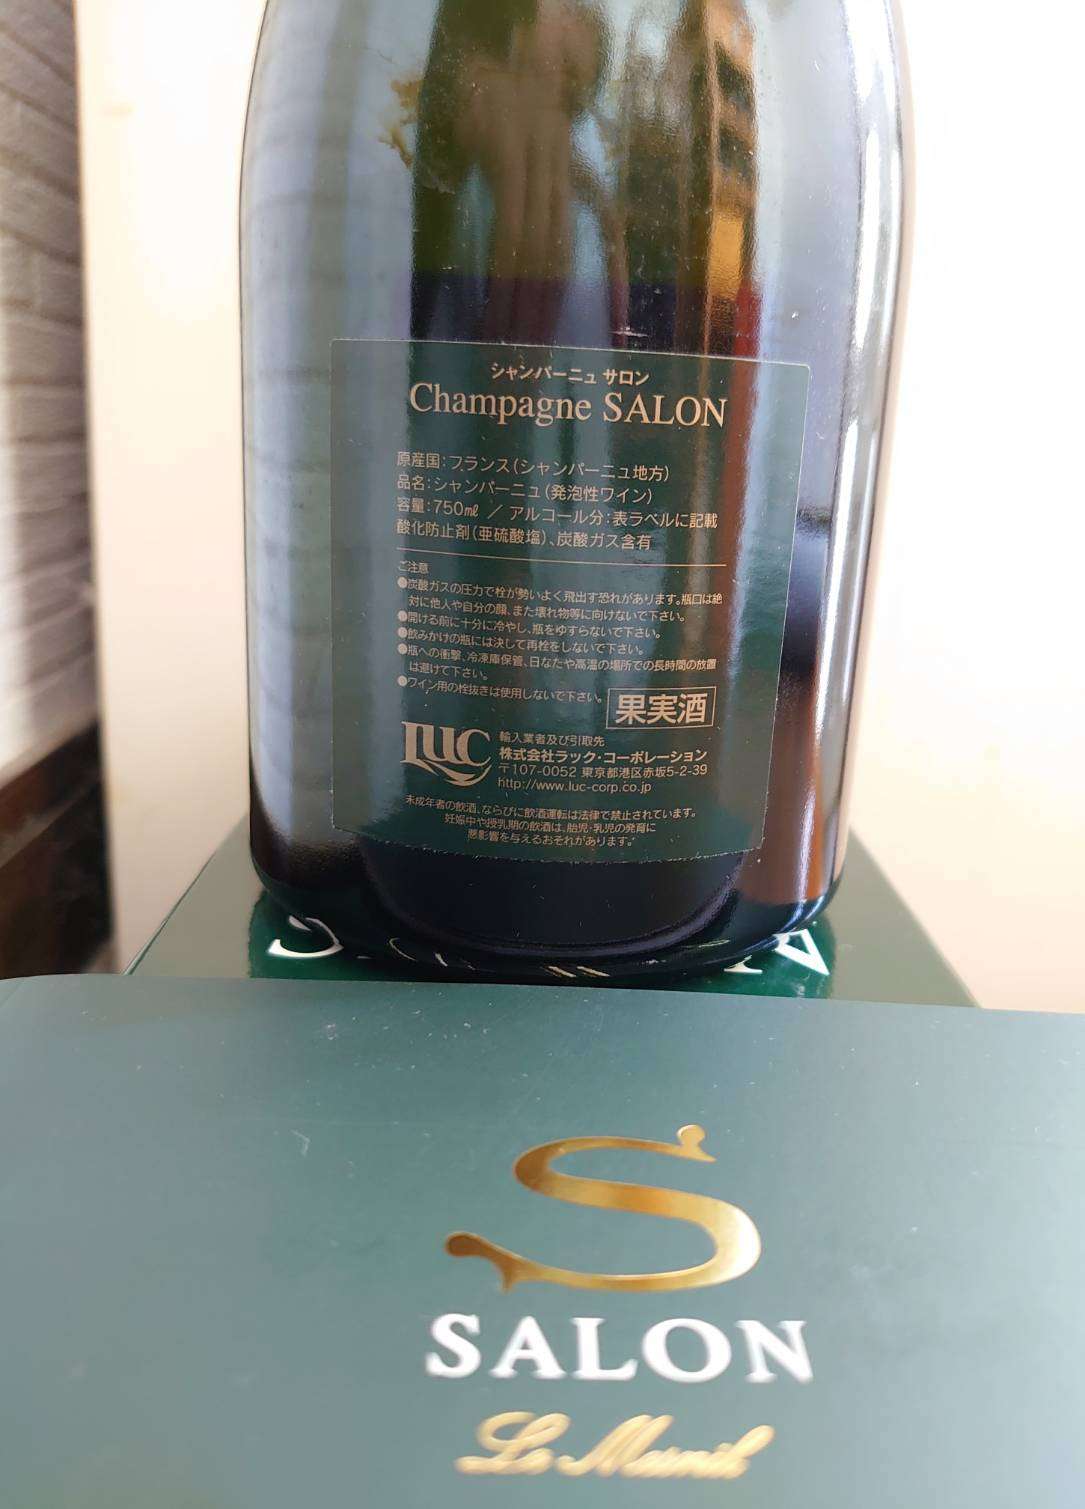 シャンパーニュ サロン
Champagne SALON
原産国：フランス（シャンパーニュ地方）
品名：シャンパーニュ（発泡性ワイン）
容量：750㎖ ／ アルコール分：表ラベルに記載
酸化防止剤（亜硫酸塩）、炭酸ガス含有
ご注意
●炭酸ガスの圧力で栓が勢いよく飛出す恐れがあります。瓶口は絶
対に他人や自分の顔、また壊れ物等に向けないで下さい。
●開ける前に十分に冷やし、瓶をゆすらないで下さい。
●飲みかけの瓶には決して再栓をしないで下さい。
●瓶への衝撃、冷凍庫保管、日なたや高温の場所での長時間の放置
は避けて下さい。
●ワイン用の栓抜きは使用しないで下さい。
果実酒
LUC
輸入業者及び引取先
株式会社ラック・コーポレーション
〒107-0052 東京都港区赤坂5-2-39
http://www.luc-corp.co.jp
未成年者の飲酒、ならびに飲酒運転は法律で禁止されています。
妊娠中や授乳期の飲酒は、胎児・乳児の発育に
悪影響を与えるおそれがあります。
S
SALON
Le Mesnil